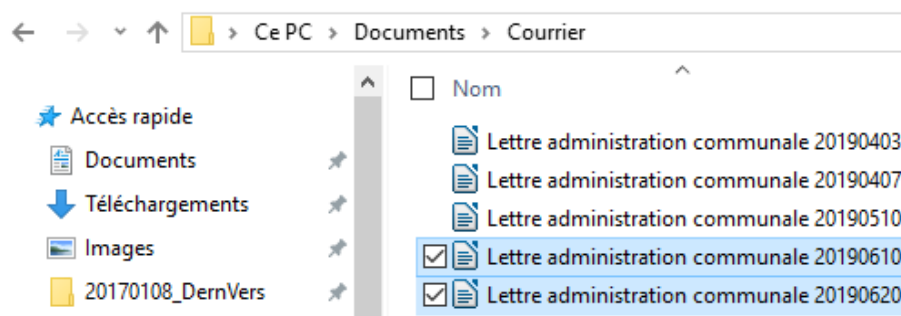 Ce PC > Documents > Courrier
Accès rapide
Documents
Téléchargements
Images
20170108_DernVers
Nom
Lettre administration communale 20190403
Lettre administration communale 20190407
Lettre administration communale 20190510
Lettre administration communale 20190610
Lettre administration communale 20190620